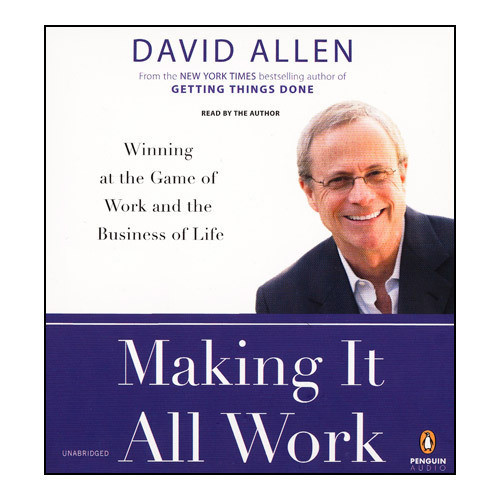 DAVID ALLEN
From the NEW YORK TIMES bestselling author of
GETTING THINGS DONE
READ BY THE AUTHOR
Winning
at the Game of
Work and the
Business of Life
Making It
All Work
UNABRIDGED
PENGUIN
AUDIO